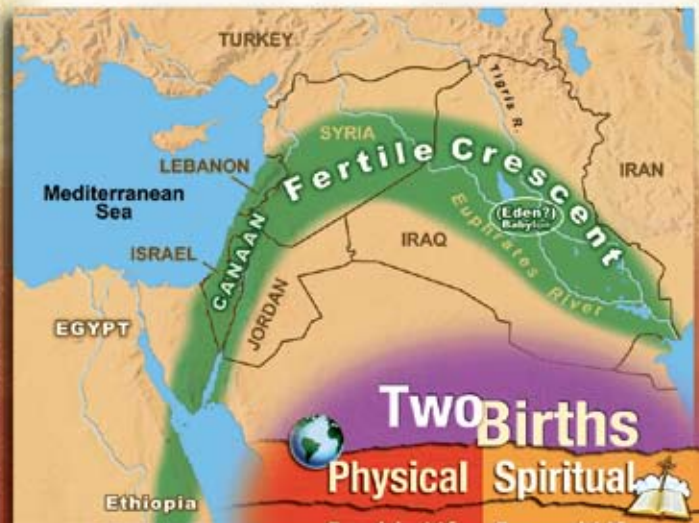 TURKEY
Tigris R.
SYRIA
LEBANON
Fertile Crescent
IRAN
Mediterranean
Sea
(Eden?)
Babylon
CANAAN
Euphrates River
IRAQ
ISRAEL
JORDAN
EGYPT
Two
Births
Physical Spiritual
Ethiopia